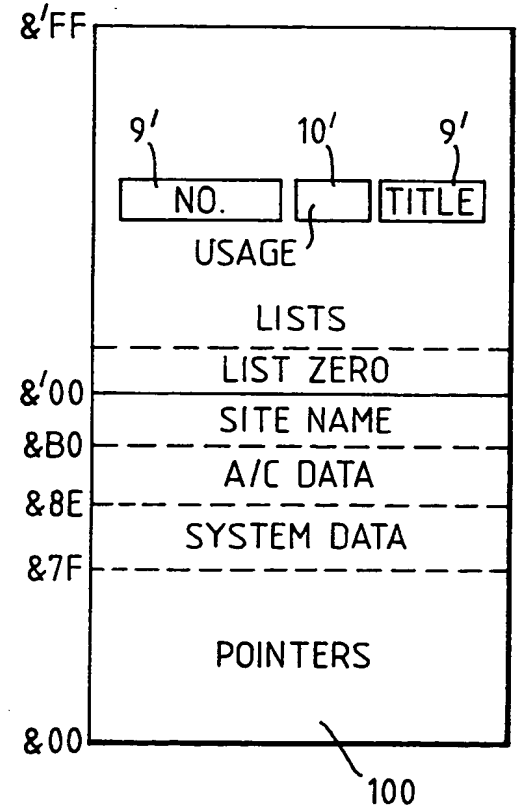 &'FF
9' 10' 9'
NO. TITLE
USAGE
LISTS
LIST ZERO
&'00
SITE NAME
&B0
A/C DATA
&8E
SYSTEM DATA
&7F
POINTERS
&00
100